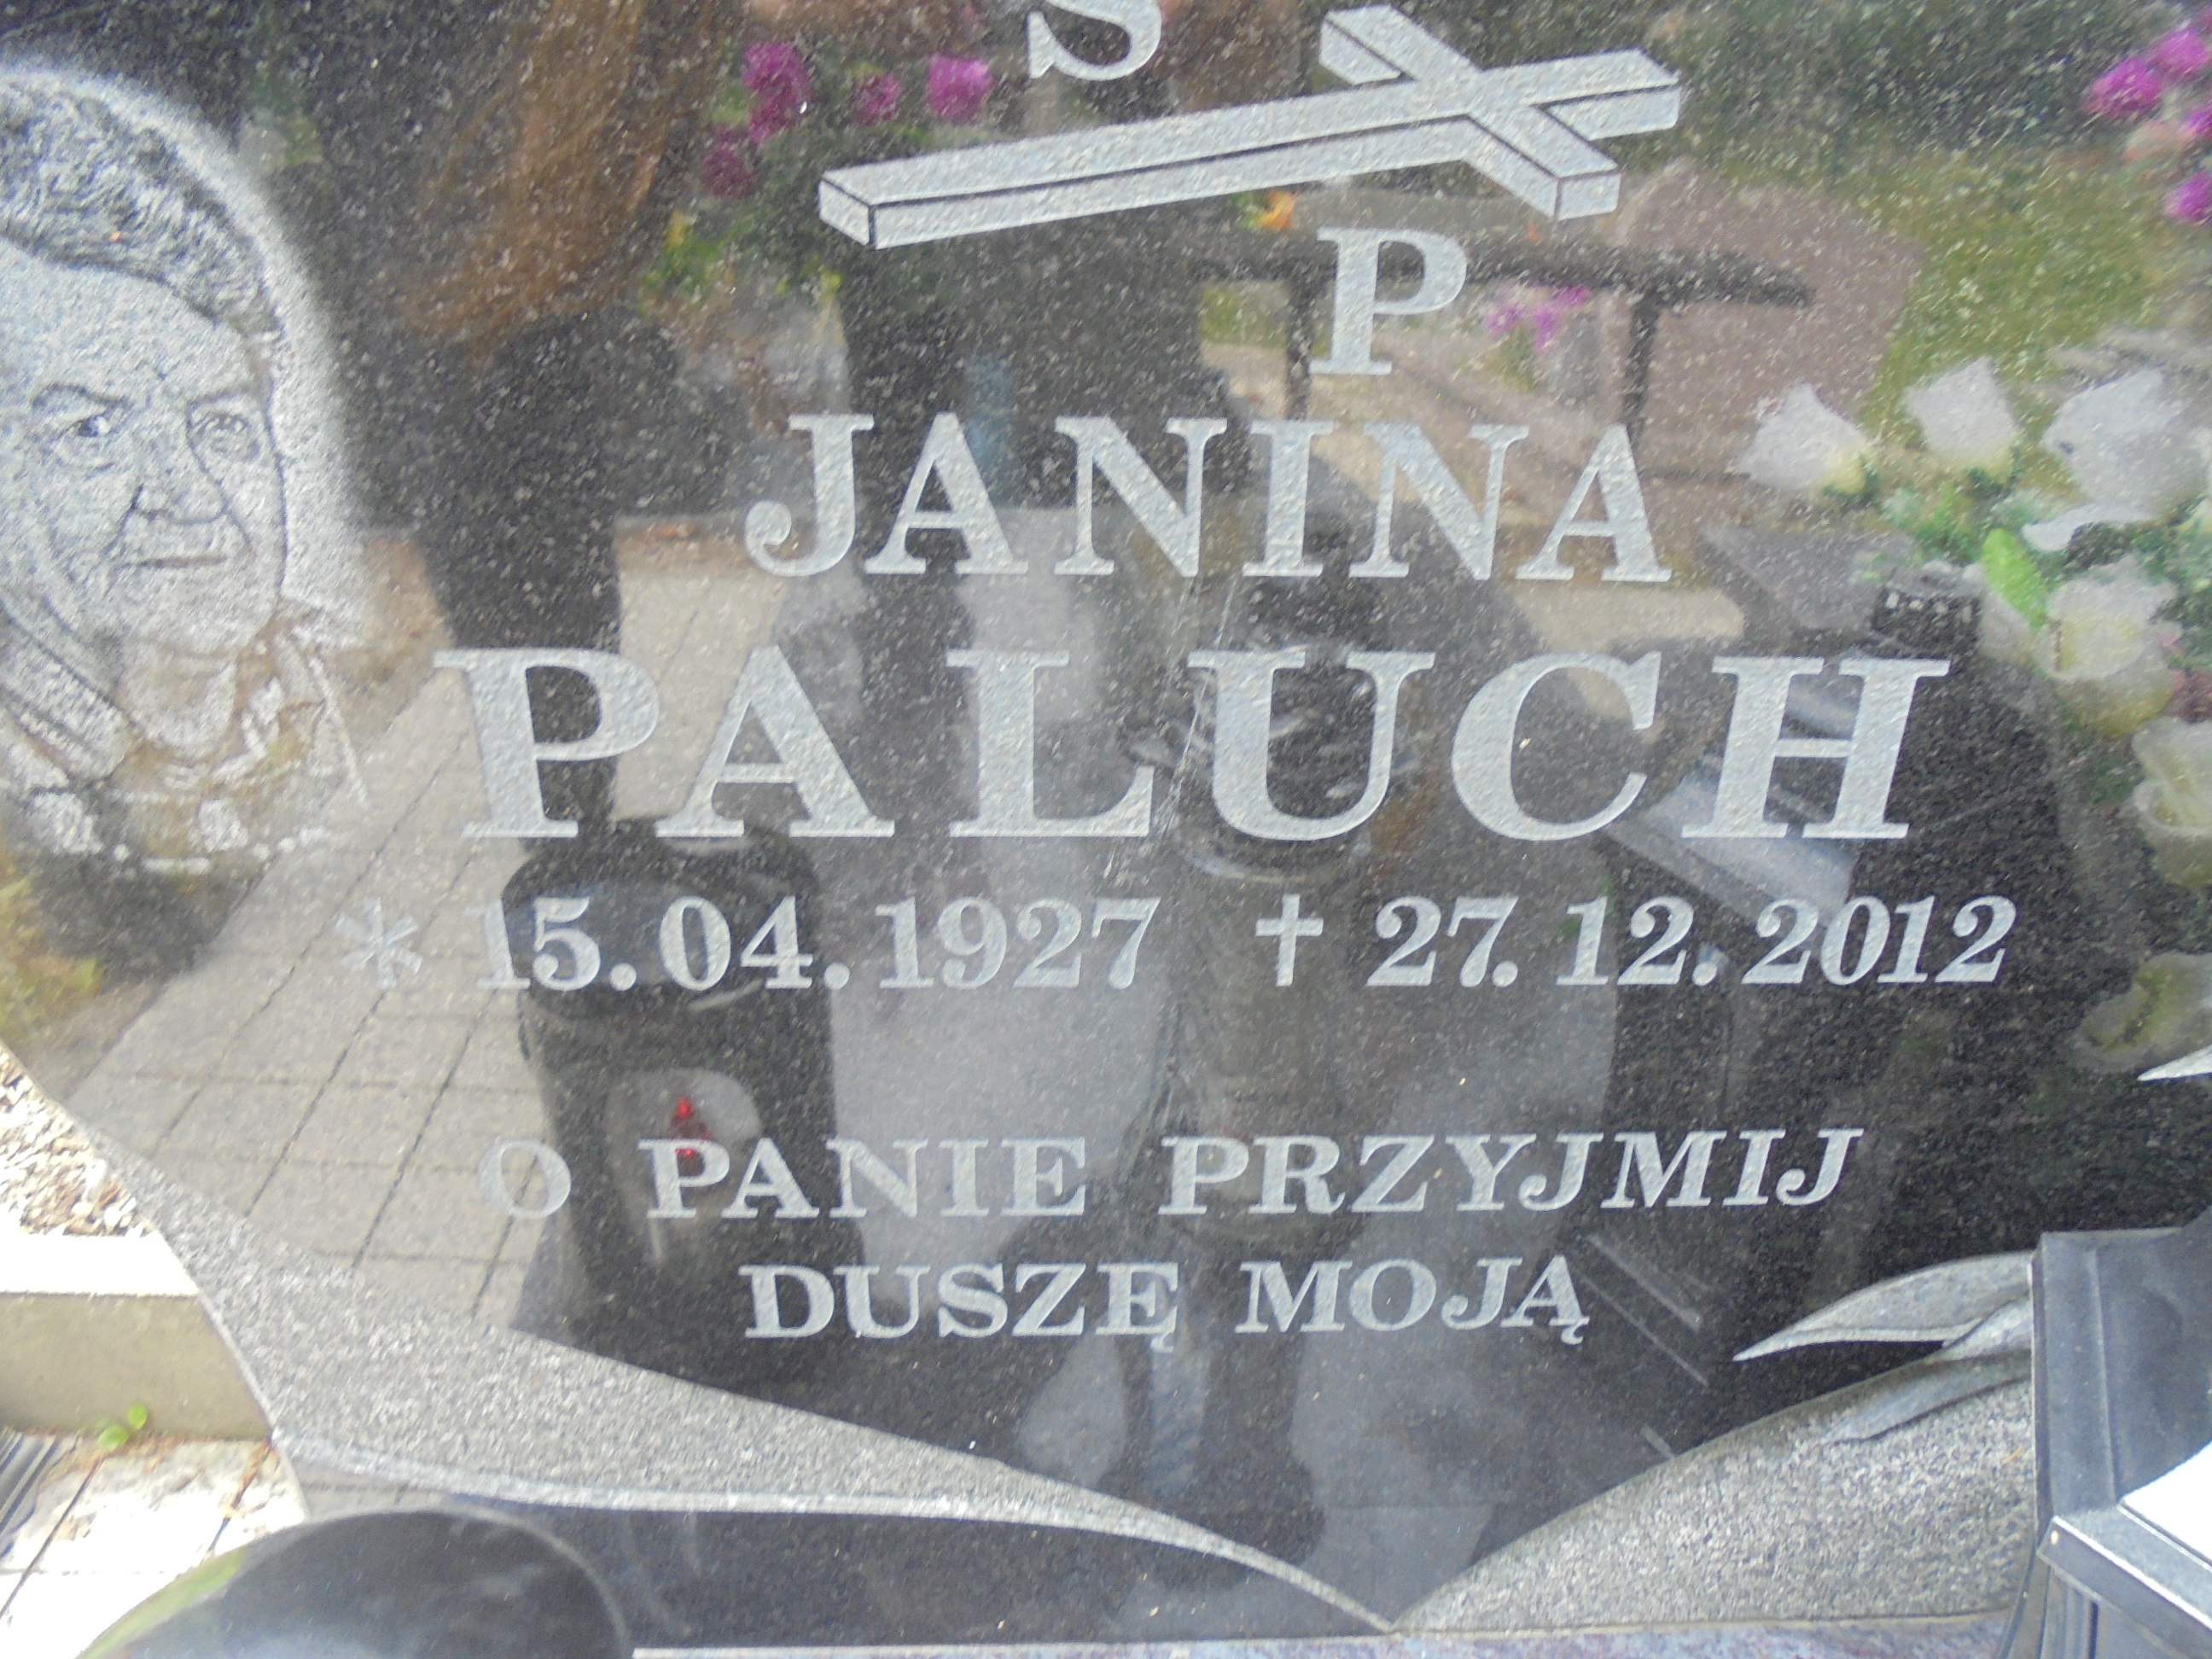 S
P
JANINA
PALUCH
* 15.04.1927 † 27.12.2012
O PANIE PRZYJMIJ
DUSZĘ MOJĄ